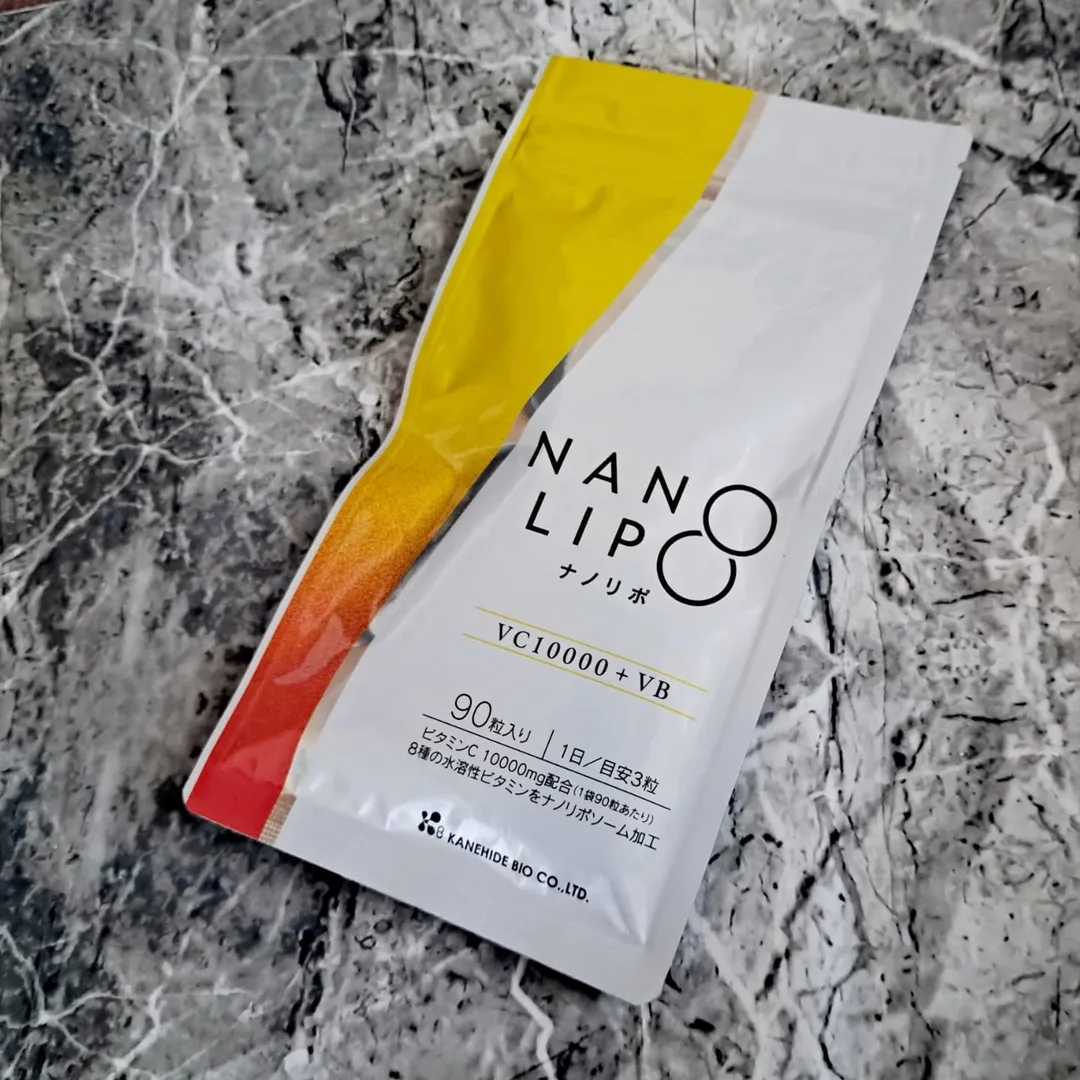 NANO
LIPO
ナノリポ
VC10000 + VB
90粒入り | 1日／目安3粒
ビタミンC 10000mg配合(1袋90粒あたり)
8種の水溶性ビタミンをナノリポソーム加工
KANEHIDE BIO CO.,LTD.